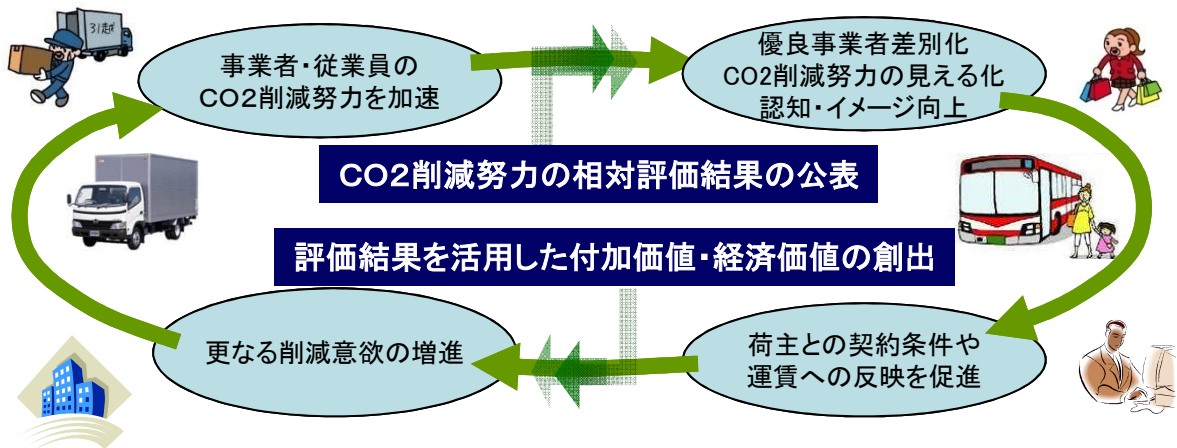 31越
事業者・従業員の
CO2削減努力を加速
優良事業者差別化
CO2削減努力の見える化
認知・イメージ向上
CO2削減努力の相対評価結果の公表
評価結果を活用した付加価値・経済価値の創出
更なる削減意欲の増進
荷主との契約条件や
運賃への反映を促進